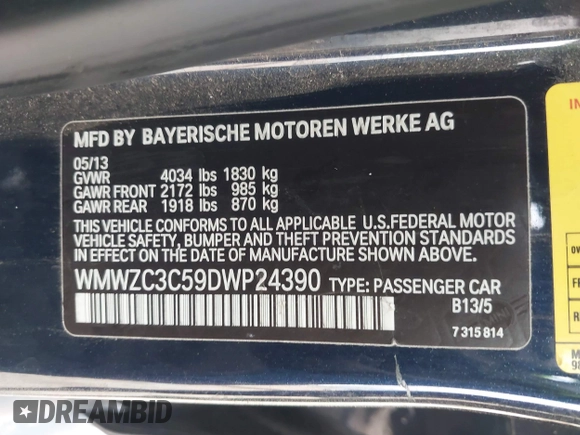 MFD BY BAYERISCHE MOTOREN WERKE AG
05/13
GVWR 4034 lbs 1830 kg
GAWR FRONT 2172 lbs 985 kg
GAWR REAR 1918 lbs 870 kg
THIS VEHICLE CONFORMS TO ALL APPLICABLE U.S.FEDERAL MOTOR
VEHICLE SAFETY, BUMPER AND THEFT PREVENTION STANDARDS
IN EFFECT ON THE DATE OF MANUFACTURE SHOWN ABOVE.
WMWZC3C59DWP24390 TYPE: PASSENGER CAR
B13/5
7 315 814
DREAMBID